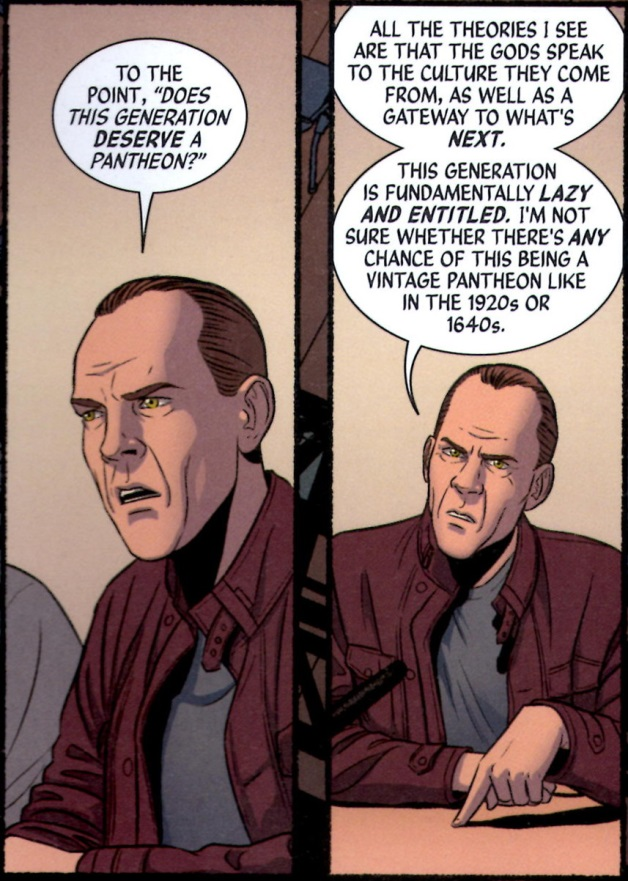 TO THE
POINT, "DOES
THIS GENERATION
DESERVE A
PANTHEON?"
ALL THE THEORIES I SEE
ARE THAT THE GODS SPEAK
TO THE CULTURE THEY COME
FROM, AS WELL AS A
GATEWAY TO WHAT'S
NEXT.
THIS GENERATION
IS FUNDAMENTALLY LAZY
AND ENTITLED. I'M NOT
SURE WHETHER THERE'S ANY
CHANCE OF THIS BEING A
VINTAGE PANTHEON LIKE
IN THE 1920s OR
1640s.